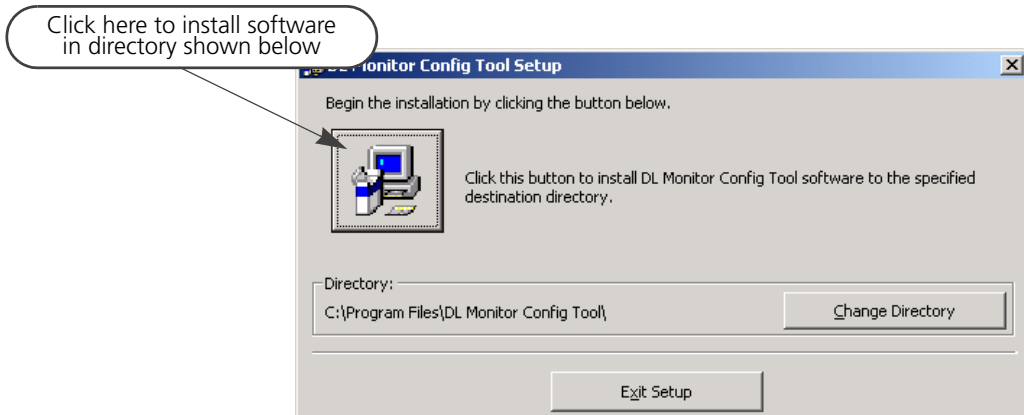 Click here to install software
in directory shown below
DL Monitor Config Tool Setup
Begin the installation by clicking the button below.
Click this button to install DL Monitor Config Tool software to the specified
destination directory.
Directory:
C:\Program Files\DL Monitor Config Tool\
Change Directory
Exit Setup